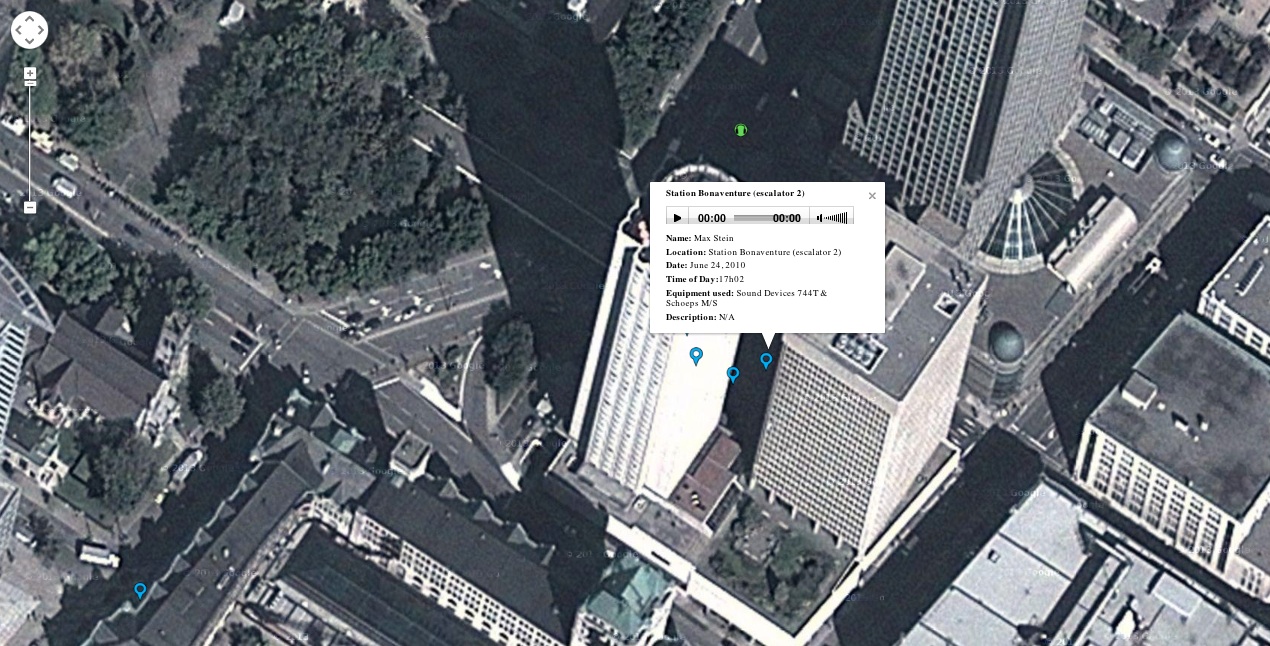 Station Bonaventure (escalator 2)
00:00 00:00
Name: Max Stein
Location: Station Bonaventure (escalator 2)
Date: June 24, 2010
Time of Day:17h02
Equipment used: Sound Devices 744T &
Schoeps M/S
Description: N/A